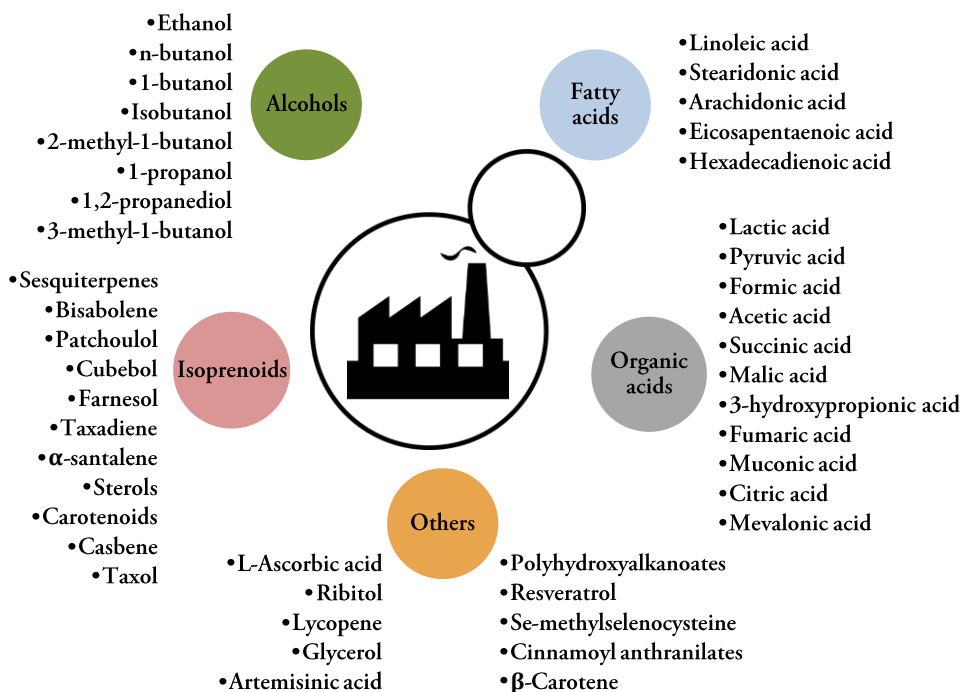 •Ethanol
•n-butanol
•1-butanol
•Isobutanol
•2-methyl-1-butanol
•1-propanol
•1,2-propanediol
•3-methyl-1-butanol
Alcohols
Fatty
acids
•Linoleic acid
•Stearidonic acid
•Arachidonic acid
•Eicosapentaenoic acid
•Hexadecadienoic acid
•Sesquiterpenes
•Bisabolene
•Patchoulol
•Cubebol
•Farnesol
•Taxadiene
•α-santalene
•Sterols
•Carotenoids
•Casbene
•Taxol
Isoprenoids
Organic
acids
•Lactic acid
•Pyruvic acid
•Formic acid
•Acetic acid
•Succinic acid
•Malic acid
•3-hydroxypropionic acid
•Fumaric acid
•Muconic acid
•Citric acid
•Mevalonic acid
Others
•L-Ascorbic acid
•Ribitol
•Lycopene
•Glycerol
•Artemisinic acid
•Polyhydroxyalkanoates
•Resveratrol
•Se-methylselenocysteine
•Cinnamoyl anthranilates
•β-Carotene